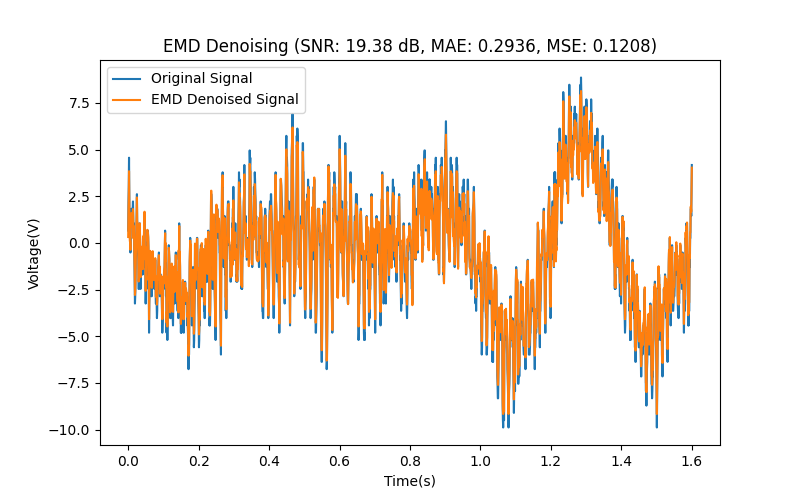 EMD Denoising (SNR: 19.38 dB, MAE: 0.2936, MSE: 0.1208)
Original Signal
EMD Denoised Signal
7.5
5.0
2.5
0.0
−2.5
−5.0
−7.5
−10.0
Voltage(V)
0.0 0.2 0.4 0.6 0.8 1.0 1.2 1.4 1.6
Time(s)